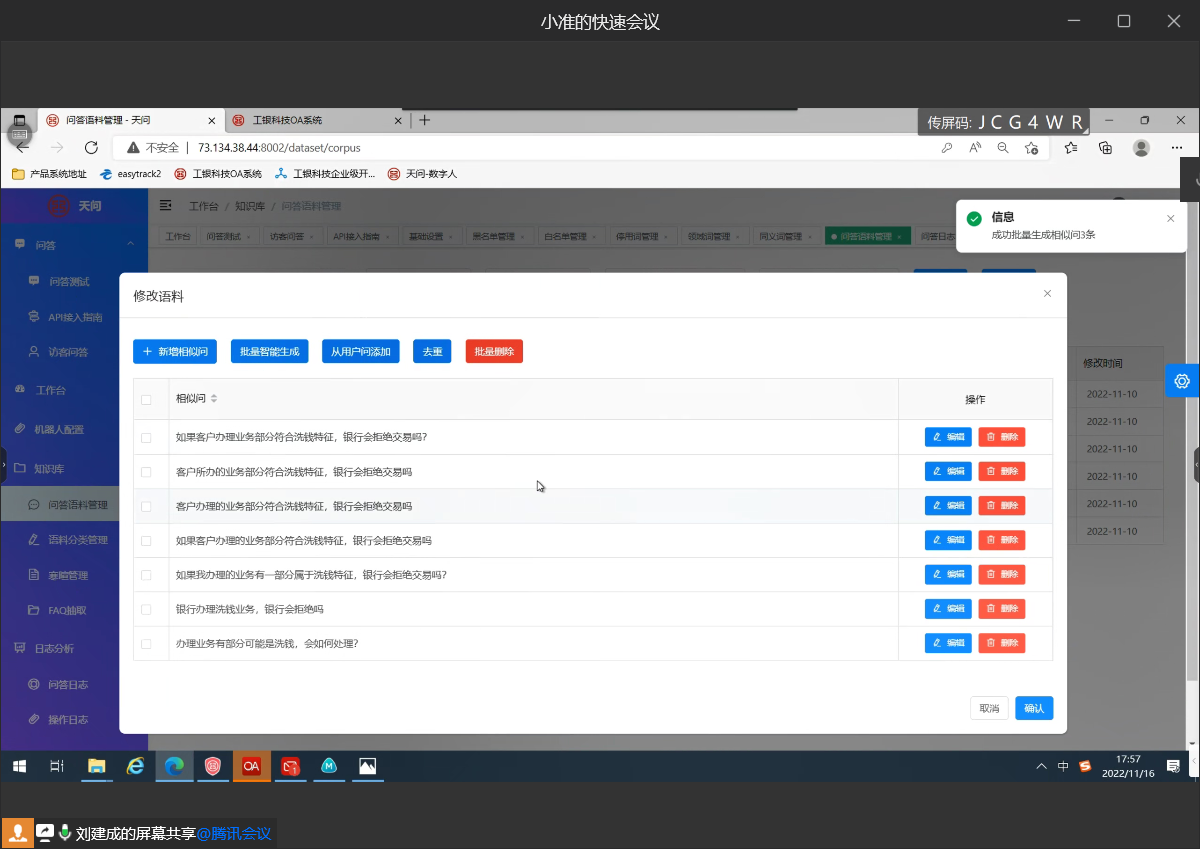 小准的快速会议
问答语料管理 - 天问
工银科技OA系统
传屏码: J C G 4 W R
不安全 | 73.134.38.44:8002/dataset/corpus
产品系统地址 easytrack2 工银科技OA系统 工银科技企业级开... 天问-数字人
天问
工作台 / 知识库 / 问答语料管理
工作台 问答测试 访客问答 API接入指南 基础设置 黑名单管理 白名单管理 停用词管理 领域词管理 同义词管理 问答语料管理 问答日志
信息
成功批量生成相似问3条
问答
问答测试
API接入指南
访客问答
工作台
机器人配置
知识库
问答语料管理
语料分类管理
寒暄管理
FAQ抽取
日志分析
问答日志
操作日志
修改语料
新增相似问 批量智能生成 从用户问添加 去重 批量删除
相似问 操作
如果客户办理业务部分符合洗钱特征，银行会拒绝交易吗? 编辑 删除
客户所办的业务部分符合洗钱特征，银行会拒绝交易吗 编辑 删除
客户办理的业务部分符合洗钱特征，银行会拒绝交易吗 编辑 删除
如果客户办理的业务部分符合洗钱特征，银行会拒绝交易吗 编辑 删除
如果我办理的业务有一部分属于洗钱特征，银行会拒绝交易吗? 编辑 删除
银行办理洗钱业务，银行会拒绝吗 编辑 删除
办理业务有部分可能是洗钱，会如何处理? 编辑 删除
取消 确认
修改时间
2022-11-10
2022-11-10
2022-11-10
2022-11-10
2022-11-10
2022-11-10
OA
中
17:57
2022/11/16
刘建成的屏幕共享@腾讯会议